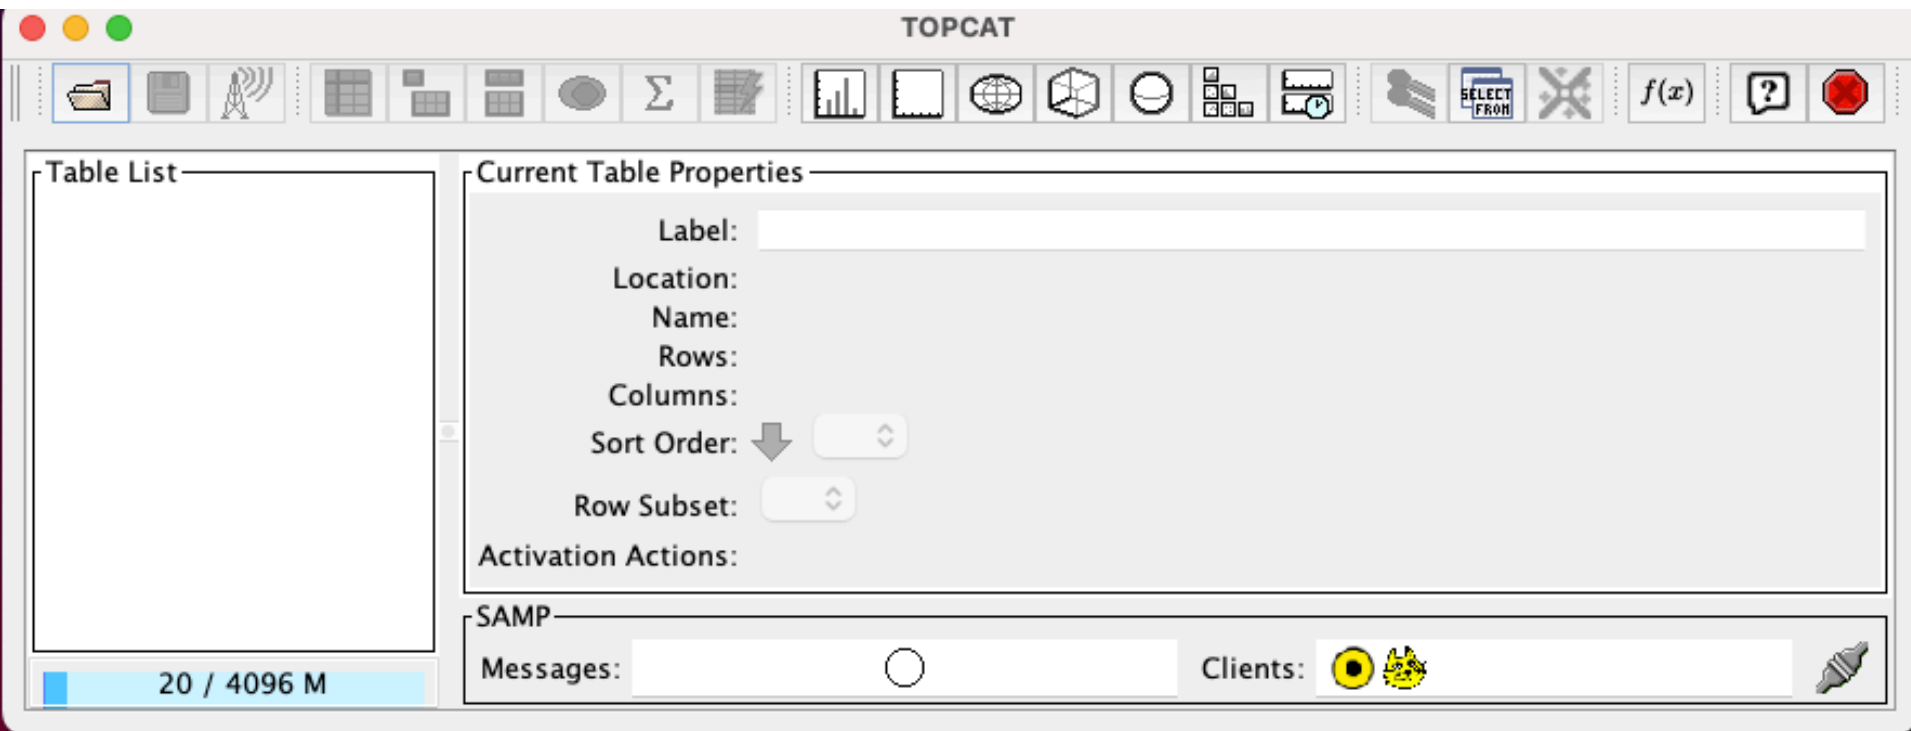 TOPCAT
Σ
SELECT
FROM
f(x)
?
Table List
Current Table Properties
Label:
Location:
Name:
Rows:
Columns:
Sort Order:
Row Subset:
Activation Actions:
SAMP
Messages:
Clients:
20 / 4096 M